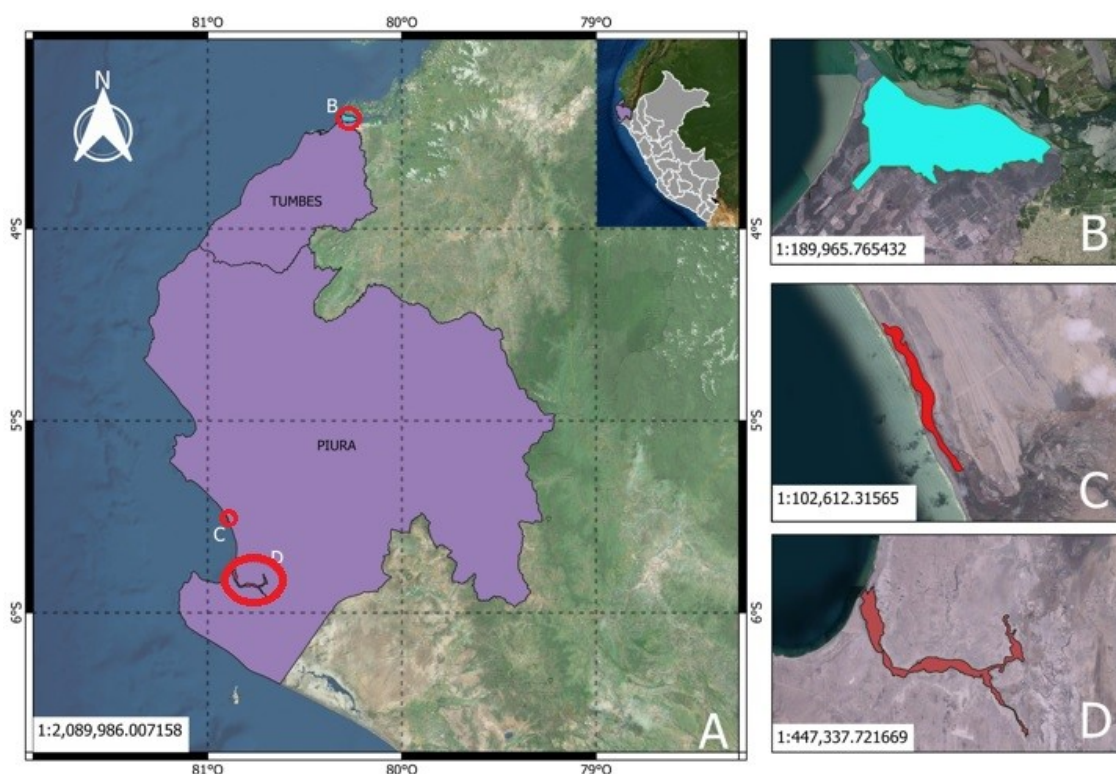 81°O 80°O 79°O
N
B
TUMBES
4°S 4°S
5°S 5°S
PIURA
C
D
6°S 6°S
1:2,089,986.007158
A
81°O 80°O 79°O
1:189,965.765432
B
1:102,612.31565
C
1:447,337.721669
D